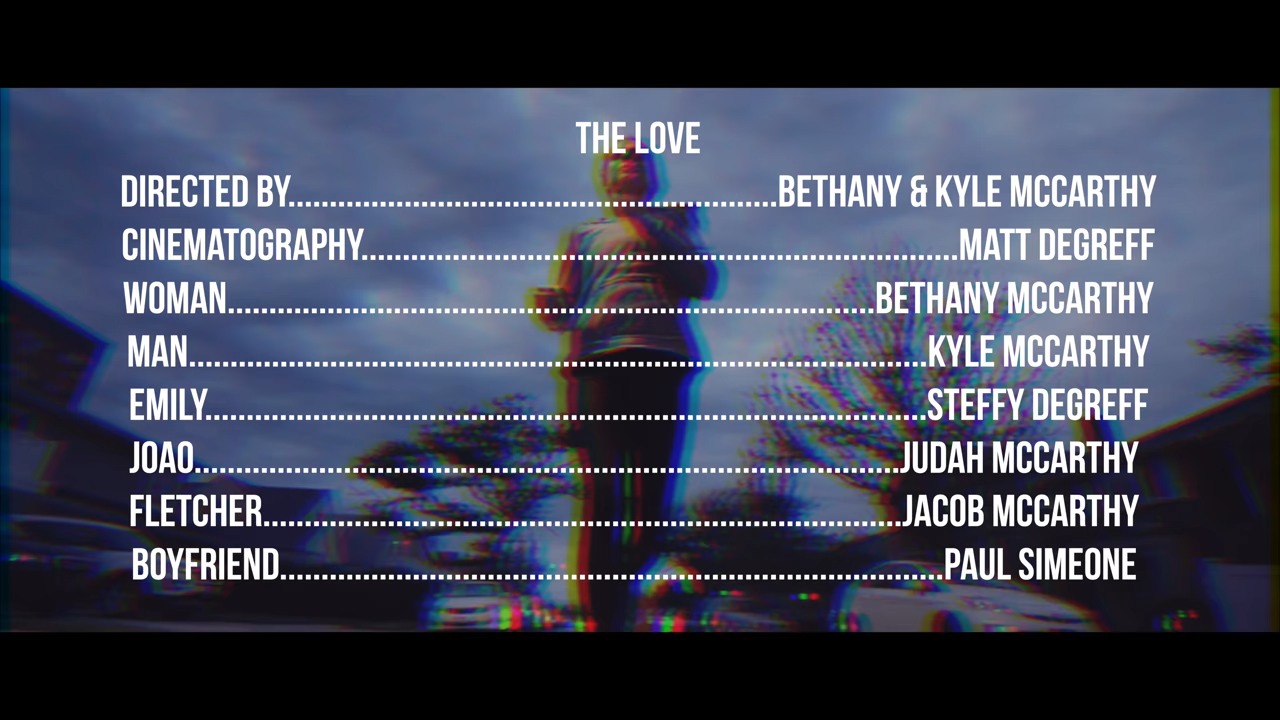 THE LOVE
DIRECTED BY............................................................BETHANY & KYLE MCCARTHY
CINEMATOGRAPHY.........................................................................MATT DEGREFF
WOMAN...............................................................................BETHANY MCCARTHY
MAN..........................................................................................KYLE MCCARTHY
EMILY........................................................................................STEFFY DEGREFF
JOAO......................................................................................JUDAH MCCARTHY
FLETCHER..............................................................................JACOB MCCARTHY
BOYFRIEND.................................................................................PAUL SIMEONE